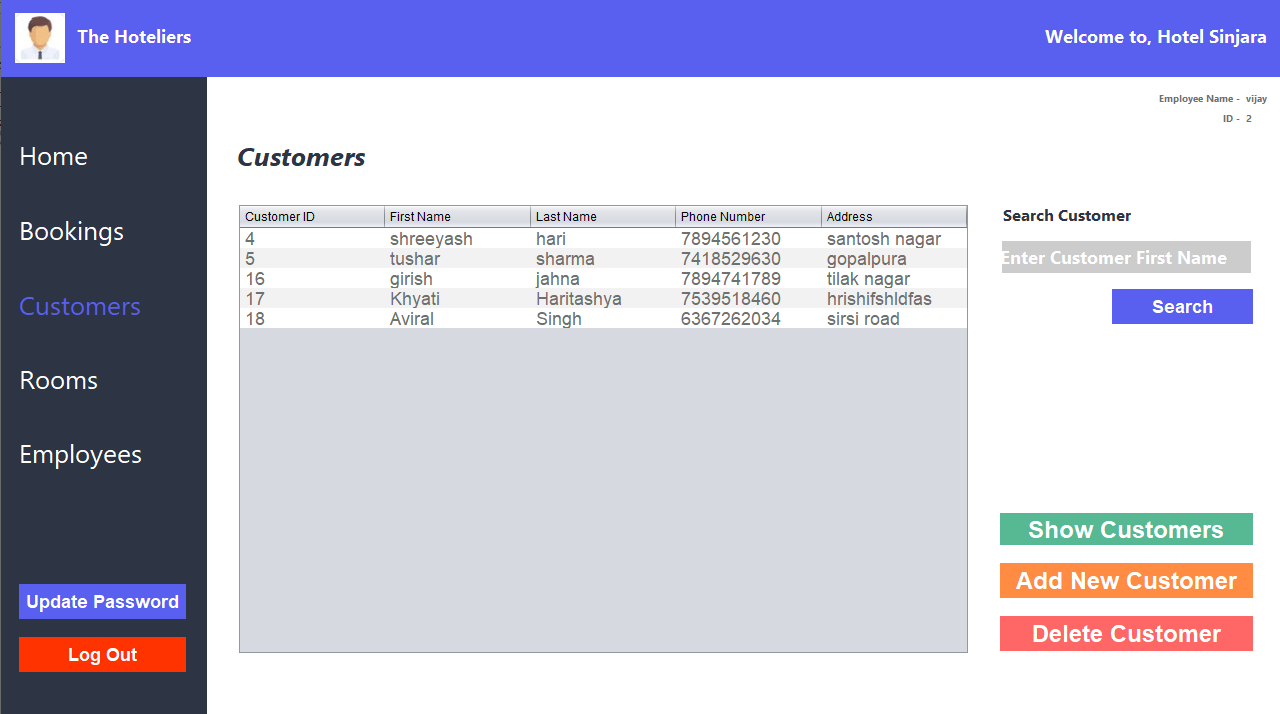 The Hoteliers
Welcome to, Hotel Sinjara
Employee Name - vijay
ID - 2
Home
Bookings
Customers
Rooms
Employees
Update Password
Log Out
Customers
Customer ID First Name Last Name Phone Number Address
4 shreeyash hari 7894561230 santosh nagar
5 tushar sharma 7418529630 gopalpura
16 girish jahna 7894741789 tilak nagar
17 Khyati Haritashya 7539518460 hrishifshldfas
18 Aviral Singh 6367262034 sirsi road
Search Customer
Enter Customer First Name
Search
Show Customers
Add New Customer
Delete Customer